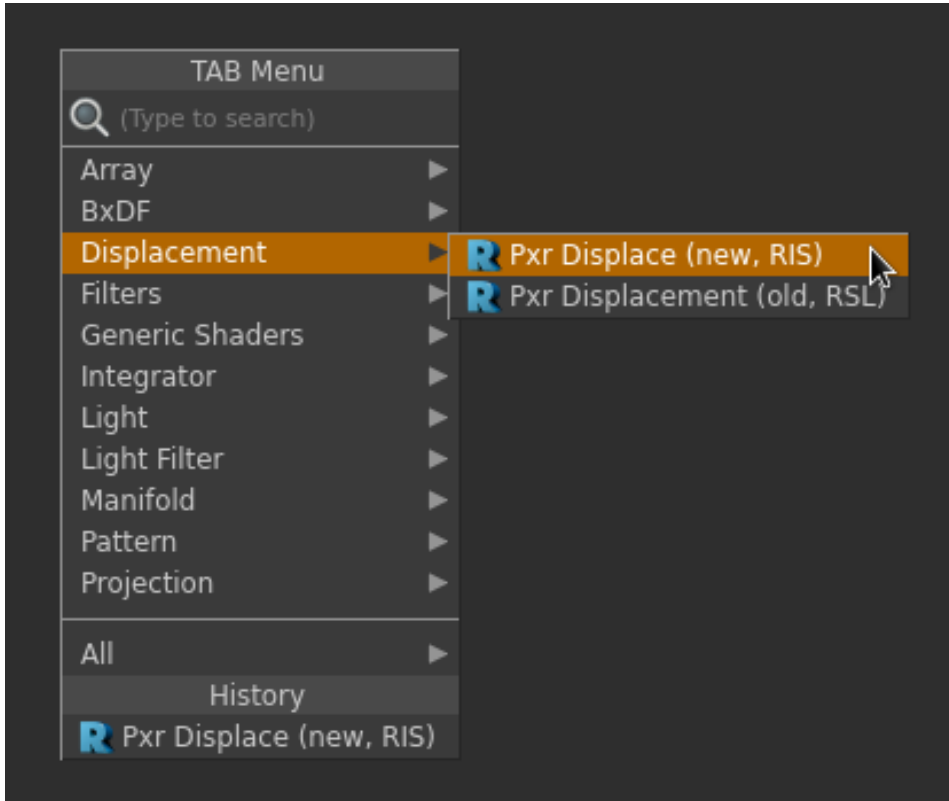 TAB Menu
(Type to search)
Array
BxDF
Displacement
Pxr Displace (new, RIS)
Pxr Displacement (old, RSL)
Filters
Generic Shaders
Integrator
Light
Light Filter
Manifold
Pattern
Projection
All
History
Pxr Displace (new, RIS)